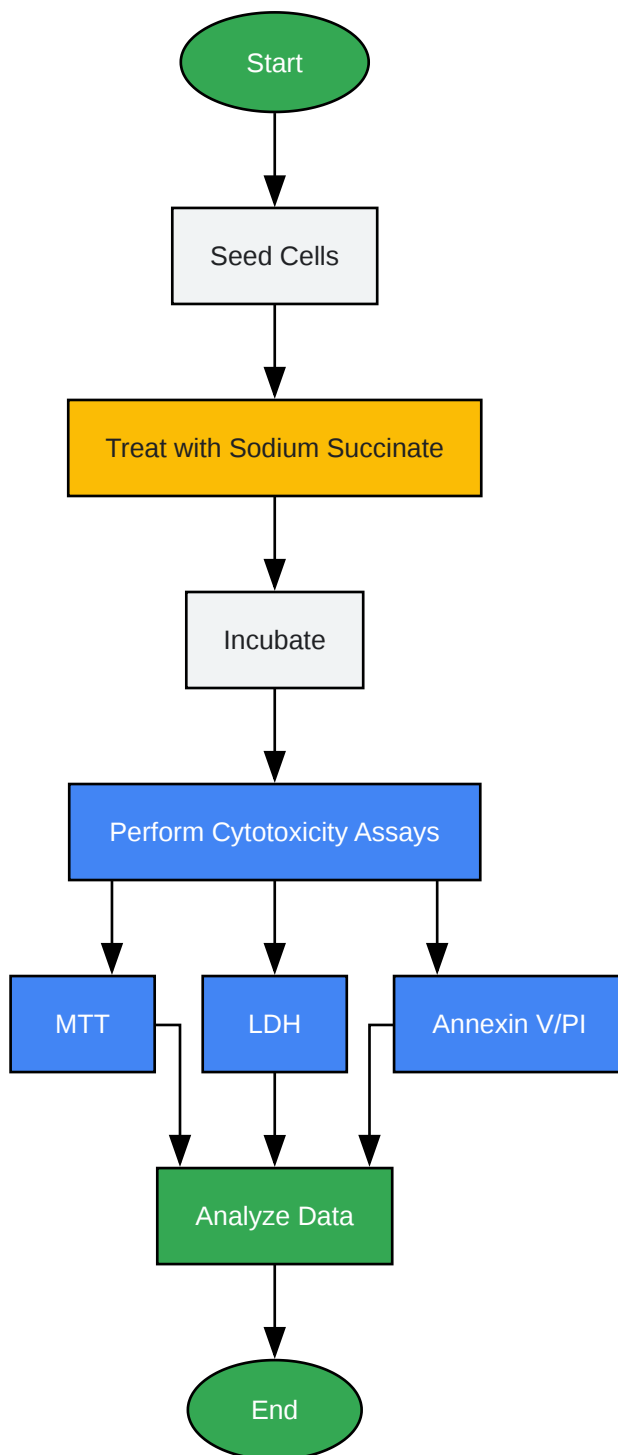 Start
Seed Cells
Treat with Sodium Succinate
Incubate
Perform Cytotoxicity Assays
MTT
LDH
Annexin V/PI
Analyze Data
End